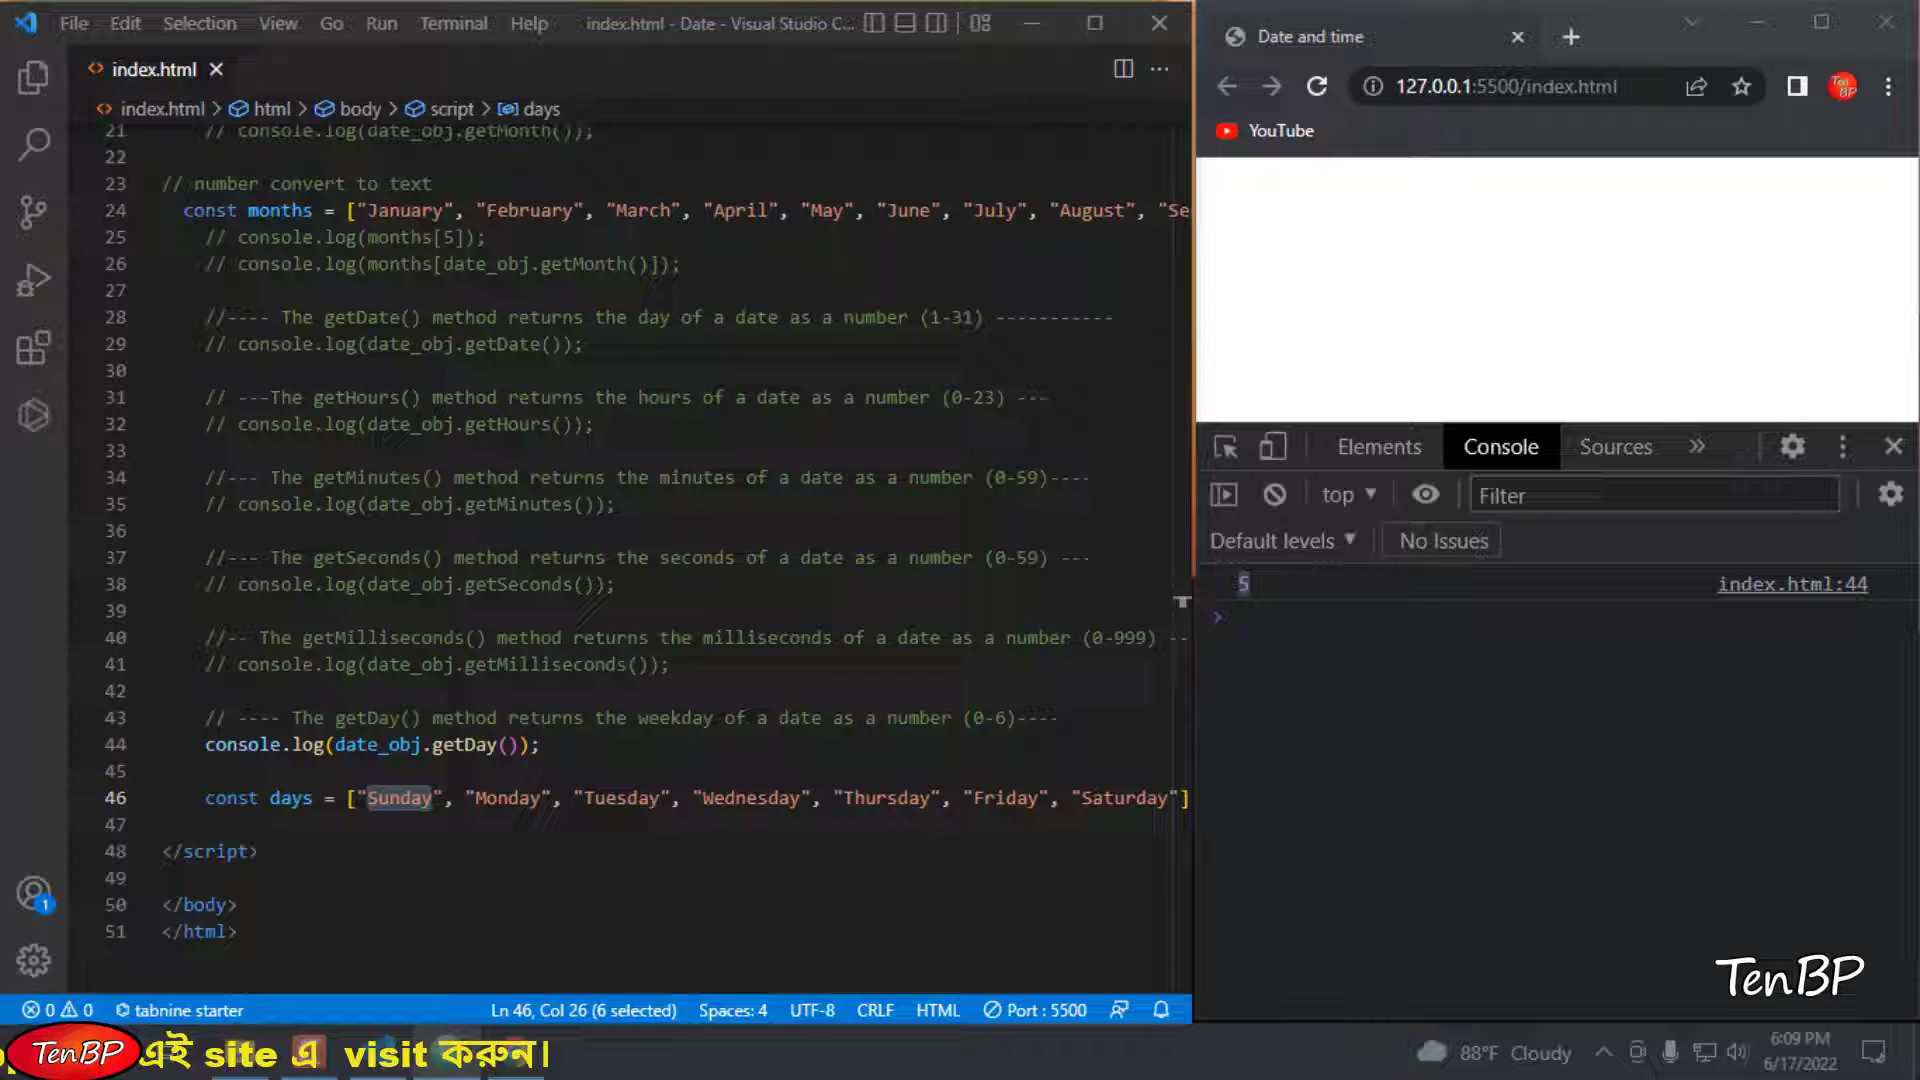 File Edit Selection View Go Run Terminal Help index.html - Date - Visual Studio C...
index.html
index.html > html > body > script > days
21 // console.log(date_obj.getMonth());
22
23 // number convert to text
24 const months = ["January", "February", "March", "April", "May", "June", "July", "August", "Se
25 // console.log(months[5]);
26 // console.log(months[date_obj.getMonth()]);
27
28 //---- The getDate() method returns the day of a date as a number (1-31) -----------
29 // console.log(date_obj.getDate());
30
31 // ---The getHours() method returns the hours of a date as a number (0-23) ---
32 // console.log(date_obj.getHours());
33
34 //--- The getMinutes() method returns the minutes of a date as a number (0-59)----
35 // console.log(date_obj.getMinutes());
36
37 //--- The getSeconds() method returns the seconds of a date as a number (0-59) ---
38 // console.log(date_obj.getSeconds());
39
40 //-- The getMilliseconds() method returns the milliseconds of a date as a number (0-999) --
41 // console.log(date_obj.getMilliseconds());
42
43 // ---- The getDay() method returns the weekday of a date as a number (0-6)----
44 console.log(date_obj.getDay());
45
46 const days = ["Sunday", "Monday", "Tuesday", "Wednesday", "Thursday", "Friday", "Saturday"]
47
48 </script>
49
50 </body>
51 </html>
1
0 0 tabnine starter Ln 46, Col 26 (6 selected) Spaces: 4 UTF-8 CRLF HTML Port : 5500
Date and time
127.0.0.1:5500/index.html
Ten BP
YouTube
Elements Console Sources
top Filter
Default levels No Issues
5 index.html:44
TenBP
TenBP এই site এ visit করুন।
88°F Cloudy
6:09 PM
6/17/2022